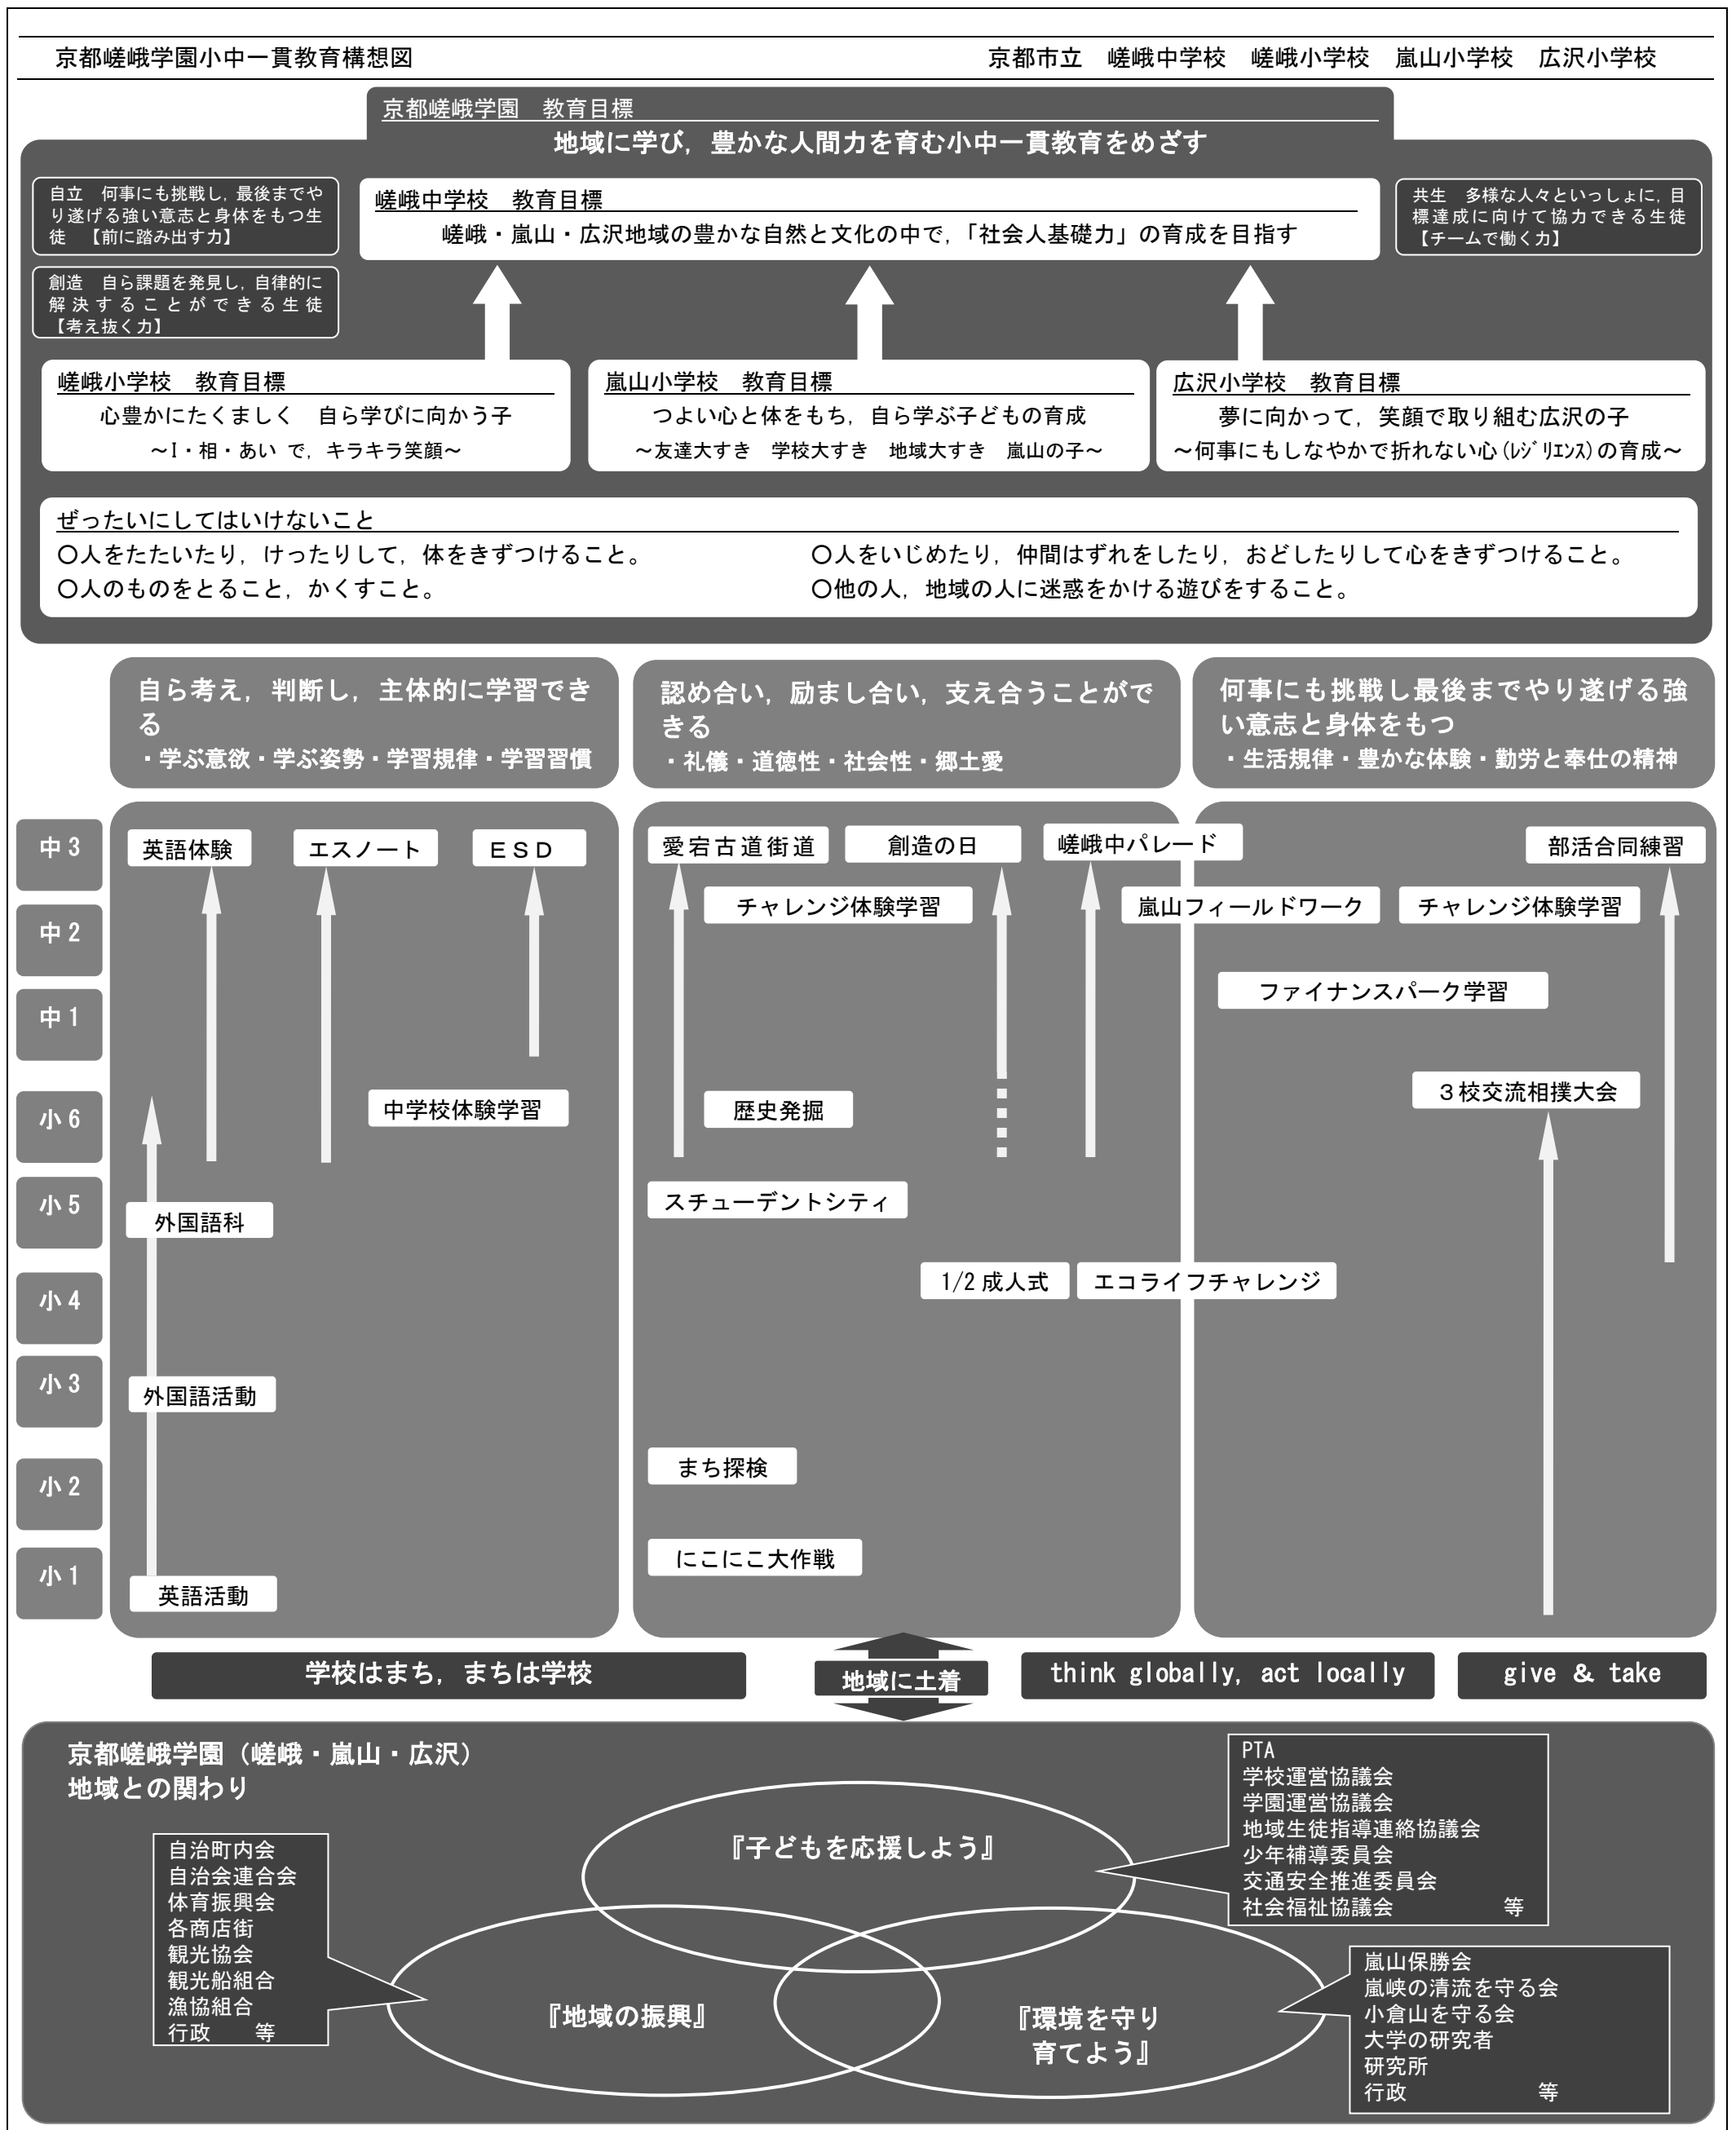 京都嵯峨学園小中一貫教育構想図
京都市立　嵯峨中学校　嵯峨小学校　嵐山小学校　広沢小学校
京都嵯峨学園　教育目標
地域に学び，豊かな人間力を育む小中一貫教育をめざす
自立　何事にも挑戦し，最後までや
り遂げる強い意志と身体をもつ生
徒　【前に踏み出す力】
創造　自ら課題を発見し，自律的に
解決することができる生徒
【考え抜く力】
嵯峨中学校　教育目標
嵯峨・嵐山・広沢地域の豊かな自然と文化の中で，「社会人基礎力」の育成を目指す
共生　多様な人々といっしょに，目
標達成に向けて協力できる生徒
【チームで働く力】
嵯峨小学校　教育目標
心豊かにたくましく　自ら学びに向かう子
～I・相・あい で，キラキラ笑顔～
嵐山小学校　教育目標
つよい心と体をもち，自ら学ぶ子どもの育成
～友達大すき　学校大すき　地域大すき　嵐山の子～
広沢小学校　教育目標
夢に向かって，笑顔で取り組む広沢の子
～何事にもしなやかで折れない心(ﾚｼﾞﾘｴﾝｽ)の育成～
ぜったいにしてはいけないこと
〇人をたたいたり，けったりして，体をきずつけること。
〇人をいじめたり，仲間はずれをしたり，おどしたりして心をきずつけること。
〇人のものをとること，かくすこと。
〇他の人，地域の人に迷惑をかける遊びをすること。
自ら考え，判断し，主体的に学習でき
る
・学ぶ意欲・学ぶ姿勢・学習規律・学習習慣
認め合い，励まし合い，支え合うことがで
きる
・礼儀・道徳性・社会性・郷土愛
何事にも挑戦し最後までやり遂げる強
い意志と身体をもつ
・生活規律・豊かな体験・勤労と奉仕の精神
中３
英語体験
エスノート
ＥＳＤ
愛宕古道街道
創造の日
嵯峨中パレード
部活合同練習
チャレンジ体験学習
嵐山フィールドワーク
チャレンジ体験学習
中２
ファイナンスパーク学習
中１
３校交流相撲大会
小６
中学校体験学習
歴史発掘
小５
スチューデントシティ
外国語科
小４
1/2 成人式
エコライフチャレンジ
小３
外国語活動
まち探検
小２
にこにこ大作戦
小１
英語活動
学校はまち，まちは学校
地域に土着
think globally, act locally
give ＆ take
京都嵯峨学園（嵯峨・嵐山・広沢）
地域との関わり
PTA
学校運営協議会
学園運営協議会
地域生徒指導連絡協議会
少年補導委員会
交通安全推進委員会
社会福祉協議会　　　　　等
『子どもを応援しよう』
自治町内会
自治会連合会
体育振興会
各商店街
観光協会
観光船組合
漁協組合
行政　　等
『地域の振興』
『環境を守り
育てよう』
嵐山保勝会
嵐峡の清流を守る会
小倉山を守る会
大学の研究者
研究所
行政　　　　　　等